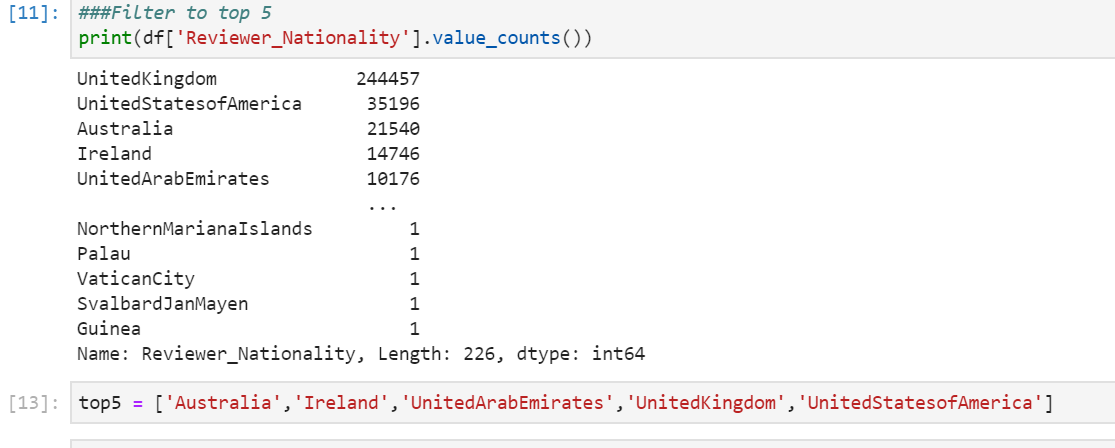 [11]: ###Filter to top 5
print(df['Reviewer_Nationality'].value_counts())
UnitedKingdom 244457
UnitedStatesofAmerica 35196
Australia 21540
Ireland 14746
UnitedArabEmirates 10176
...
NorthernMarianaIslands 1
Palau 1
VaticanCity 1
SvalbardJanMayen 1
Guinea 1
Name: Reviewer_Nationality, Length: 226, dtype: int64
[13]: top5 = ['Australia','Ireland','UnitedArabEmirates','UnitedKingdom','UnitedStatesofAmerica']